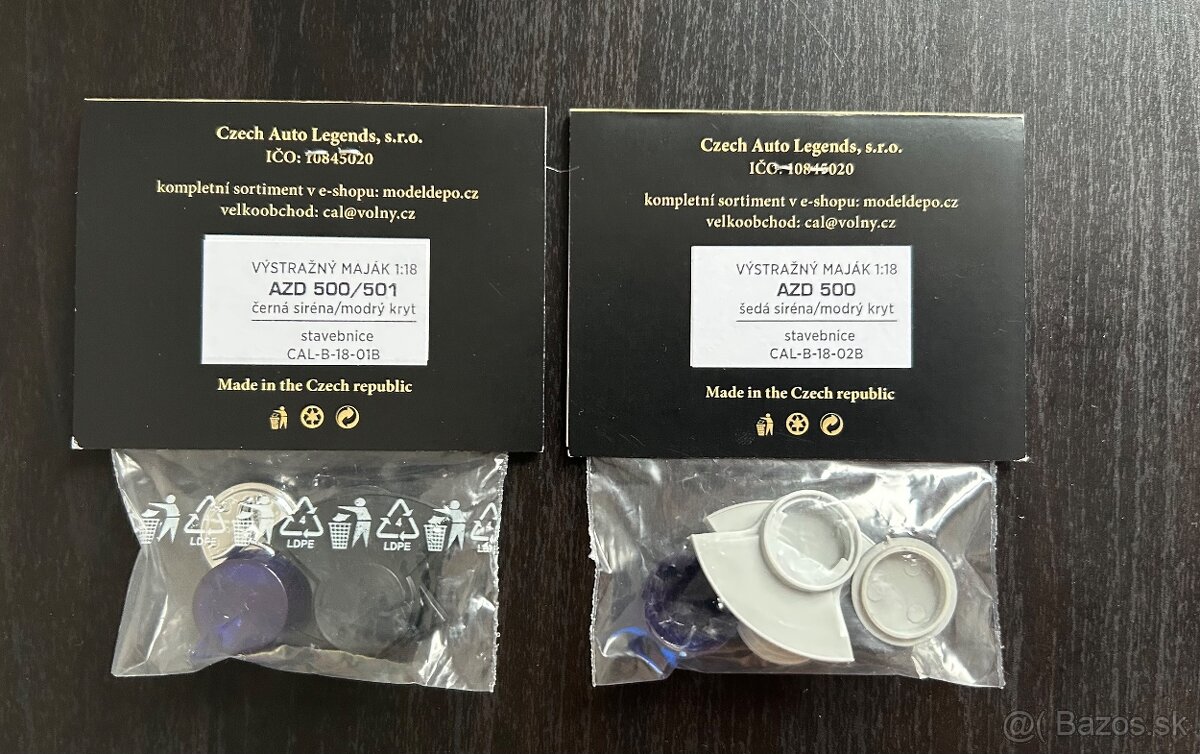 Czech Auto Legends, s.r.o.
IČO: 10845020
kompletní sortiment v e-shopu: modeldepo.cz
velkoobchod: cal@volny.cz
VÝSTRAŽNÝ MAJÁK 1:18
AZD 500/501
černá siréna/modrý kryt
stavebnice
CAL-B-18-01B
Made in the Czech republic
4
LDPE
4
LDPE
Czech Auto Legends, s.r.o.
IČO: 10845020
kompletní sortiment v e-shopu: modeldepo.cz
velkoobchod: cal@volny.cz
VÝSTRAŽNÝ MAJÁK 1:18
AZD 500
šedá siréna/modrý kryt
stavebnice
CAL-B-18-02B
Made in the Czech republic
@( Bazos.sk